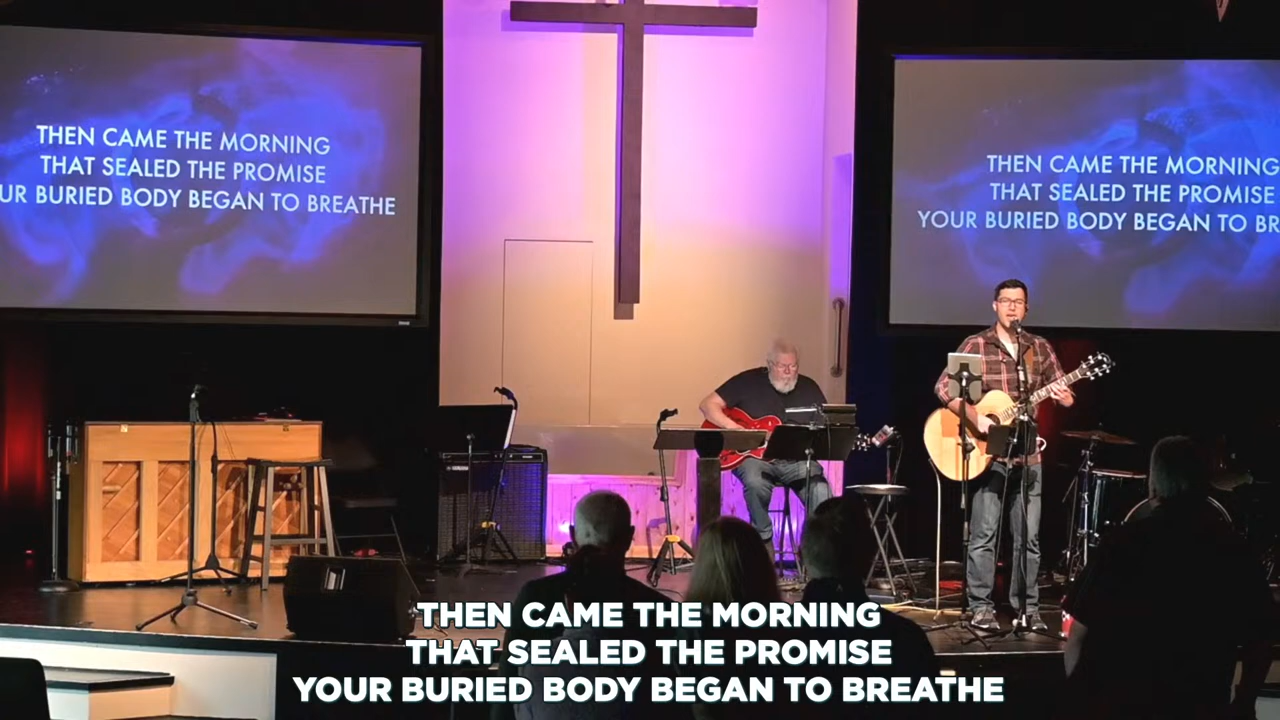 THEN CAME THE MORNING
THAT SEALED THE PROMISE
UR BURIED BODY BEGAN TO BREATHE
THEN CAME THE MORNING
THAT SEALED THE PROMISE
YOUR BURIED BODY BEGAN TO BR
THEN CAME THE MORNING
THAT SEALED THE PROMISE
YOUR BURIED BODY BEGAN TO BREATHE